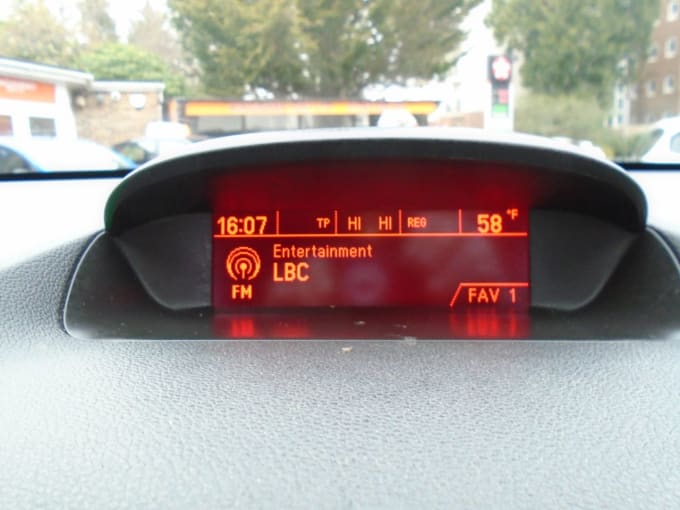 16:07 TP HI HI REG 58 °F
Entertainment
LBC
FM
FAV 1